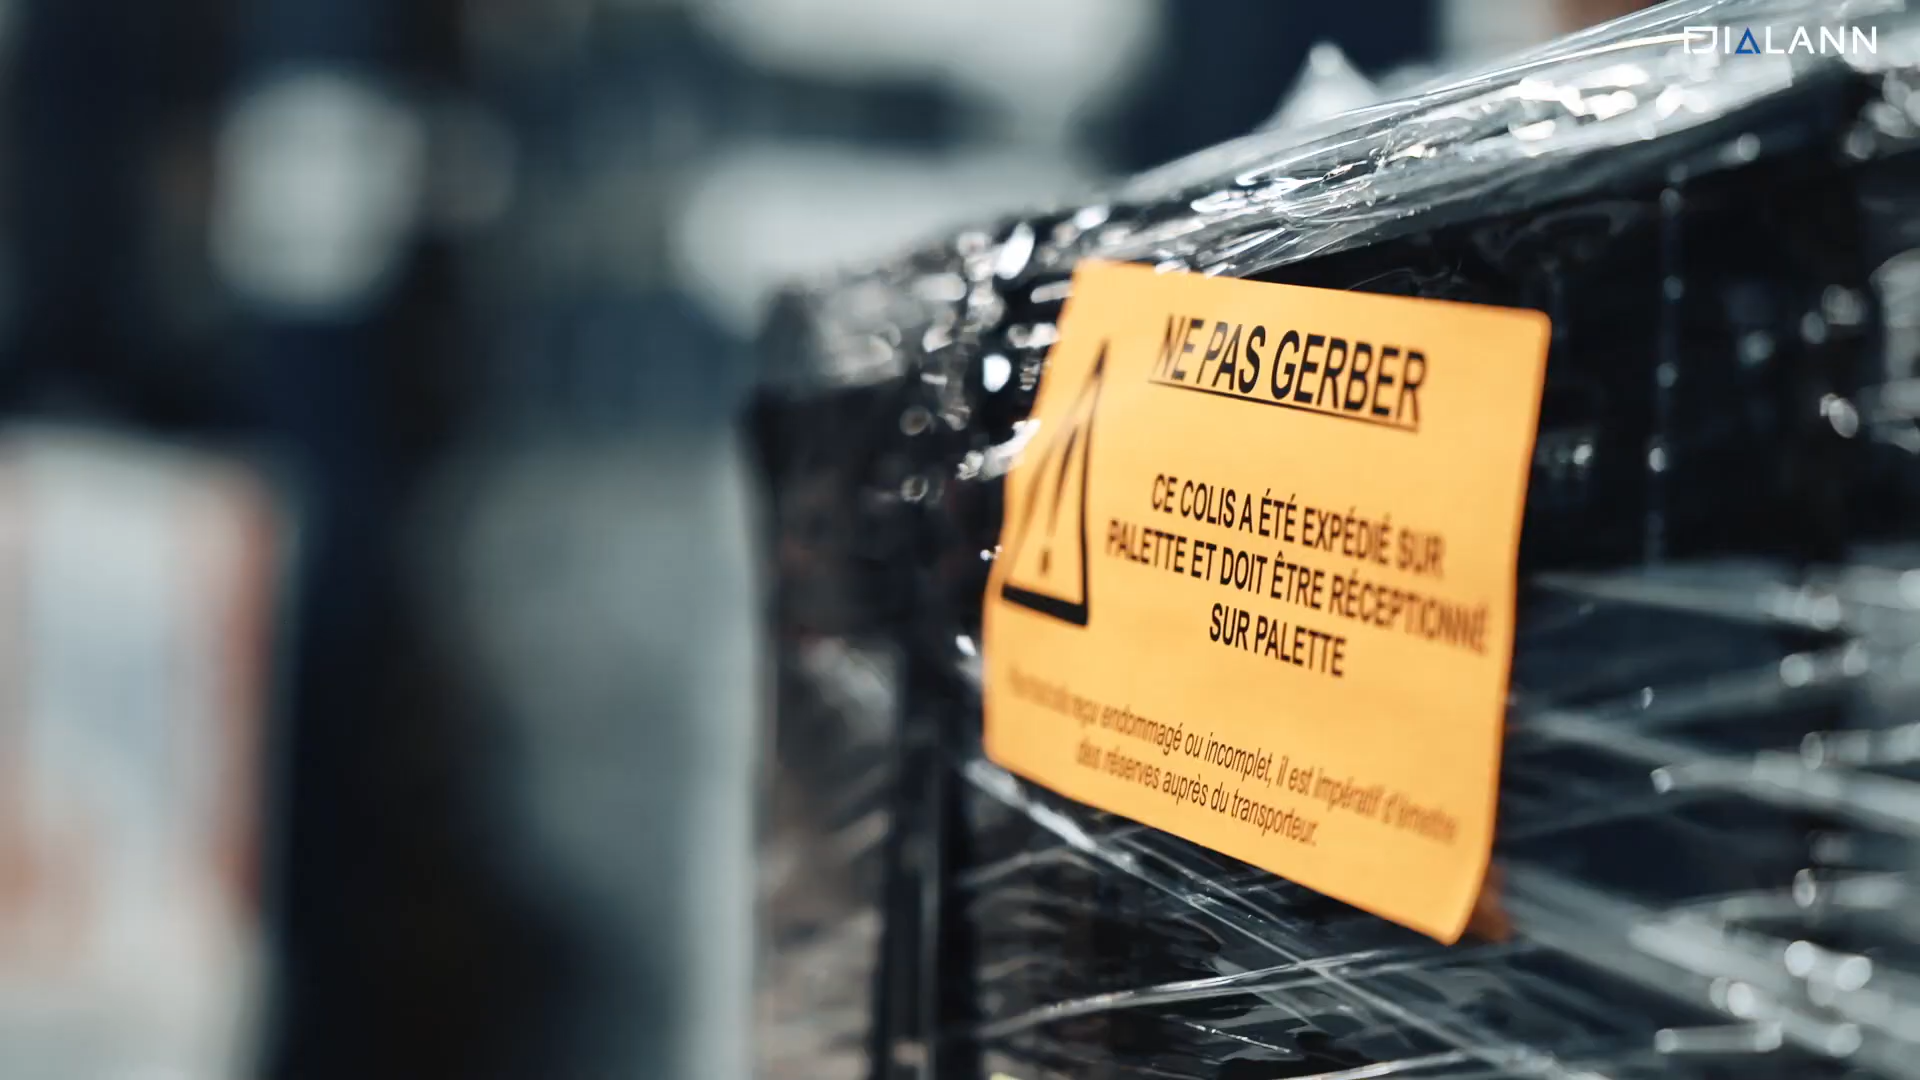 DIALANN
NE PAS GERBER
CE COLIS A ÉTÉ EXPÉDIÉ SUR
PALETTE ET DOIT ÊTRE RÉCEPTIONNÉ
SUR PALETTE
reçu endommagé ou incomplet, il est impératif d'émettre
des réserves auprès du transporteur.